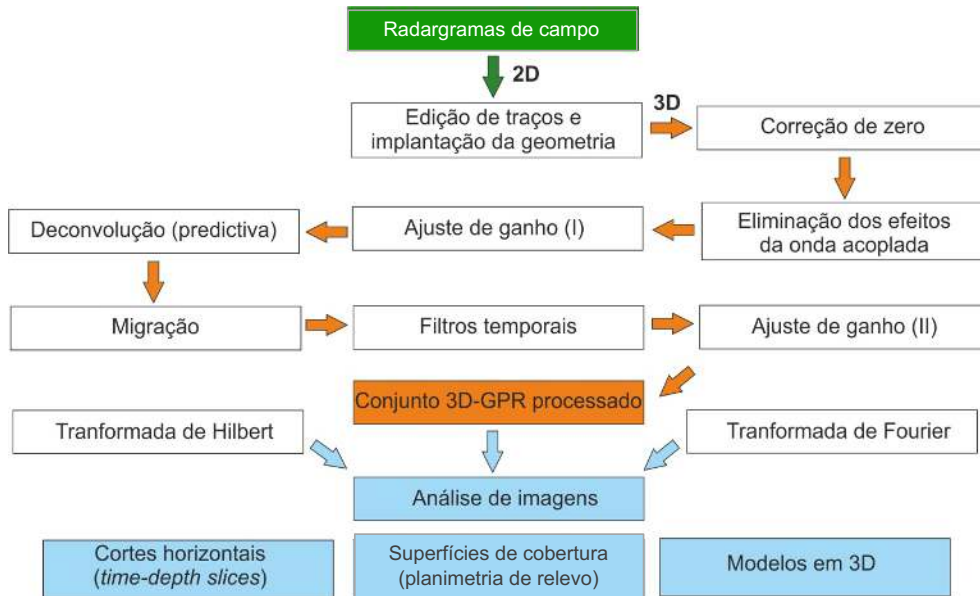 Radargramas de campo
2D
Edição de traços e
implantação da geometria
3D
Correção de zero
Eliminação dos efeitos
da onda acoplada
Ajuste de ganho (I)
Deconvolução (predictiva)
Migração
Filtros temporais
Ajuste de ganho (II)
Conjunto 3D-GPR processado
Tranformada de Hilbert
Tranformada de Fourier
Análise de imagens
Cortes horizontais
(time-depth slices)
Superfícies de cobertura
(planimetria de relevo)
Modelos em 3D